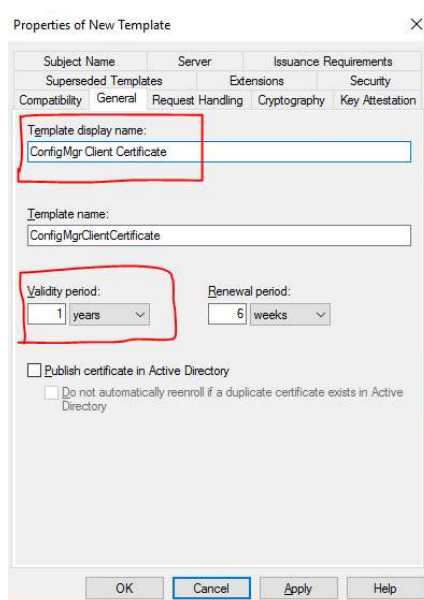 Properties of New Template
Subject Name Server Issuance Requirements
Superseded Templates Extensions Security
Compatibility General Request Handling Cryptography Key Attestation
Template display name:
ConfigMgr Client Certificate
Template name:
ConfigMgrClientCertificate
Validity period: Renewal period:
1 years 6 weeks
Publish certificate in Active Directory
Do not automatically reenroll if a duplicate certificate exists in Active
Directory
OK Cancel Apply Help